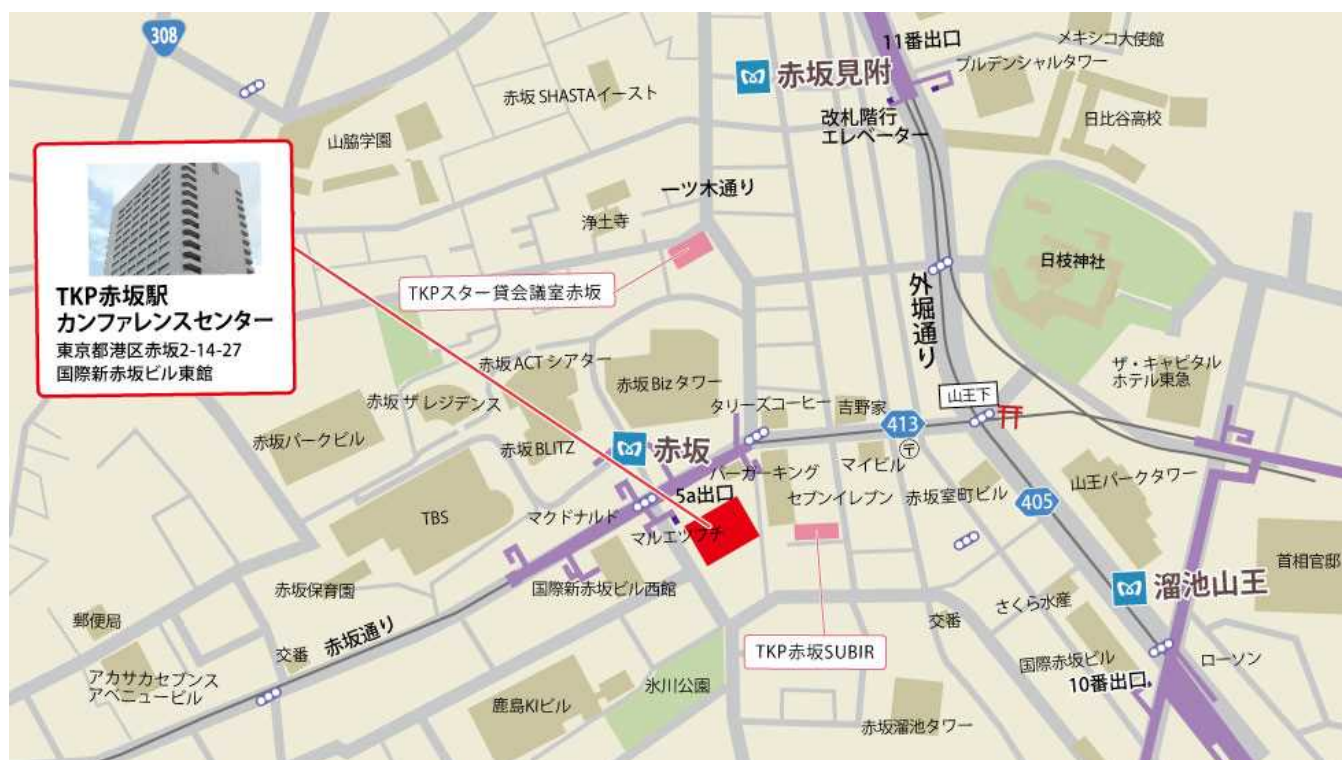 308
11番出口
メキシコ大使館
赤坂見附
プルデンシャルタワー
赤坂 SHASTAイースト
改札階行
エレベーター
日比谷高校
山脇学園
一ツ木通り
浄土寺
日枝神社
TKP赤坂駅
カンファレンスセンター
東京都港区赤坂2-14-27
国際新赤坂ビル東館
TKPスター貸会議室赤坂
外堀通り
赤坂 ACT シアター
赤坂 Biz タワー
ザ・キャピタル
ホテル東急
赤坂 ザ レジデンス
タリーズコーヒー
吉野家
413
山王下
赤坂パークビル
赤坂 BLITZ
赤坂
バーガーキング
マイビル
〒
5a出口
セブンイレブン
赤坂室町ビル
405
山王パークタワー
TBS
マクドナルド
マルエツプチ
首相官邸
赤坂保育園
国際新赤坂ビル西館
溜池山王
さくら水産
郵便局
赤坂通り
交番
交番
TKP赤坂SUBIR
アカサカセブンス
アベニュービル
氷川公園
国際赤坂ビル
ローソン
10番出口
鹿島KIビル
赤坂溜池タワー